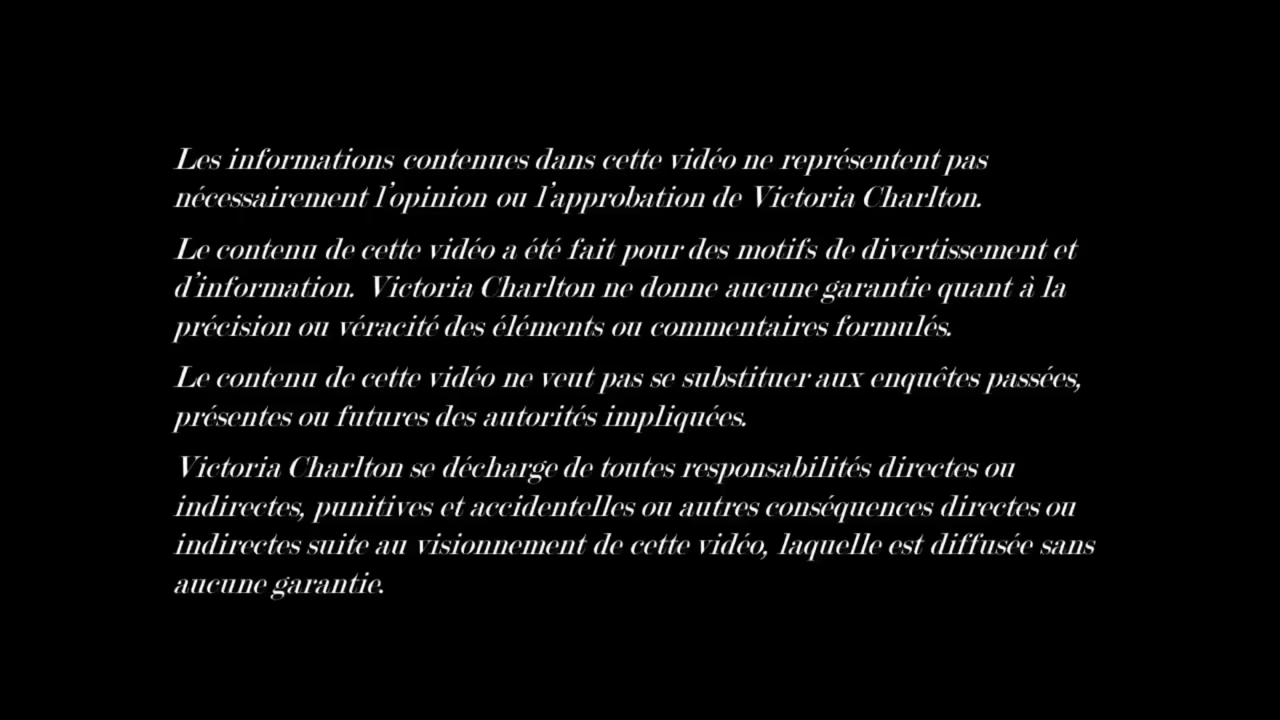 Les informations contenues dans cette vidéo ne représentent pas
nécessairement l'opinion ou l'approbation de Victoria Charlton.
Le contenu de cette vidéo a été fait pour des motifs de divertissement et
d'information. Victoria Charlton ne donne aucune garantie quant à la
précision ou véracité des éléments ou commentaires formulés.
Le contenu de cette vidéo ne veut pas se substituer aux enquêtes passées,
présentes ou futures des autorités impliquées.
Victoria Charlton se décharge de toutes responsabilités directes ou
indirectes, punitives et accidentelles ou autres conséquences directes ou
indirectes suite au visionnement de cette vidéo, laquelle est diffusée sans
aucune garantie.